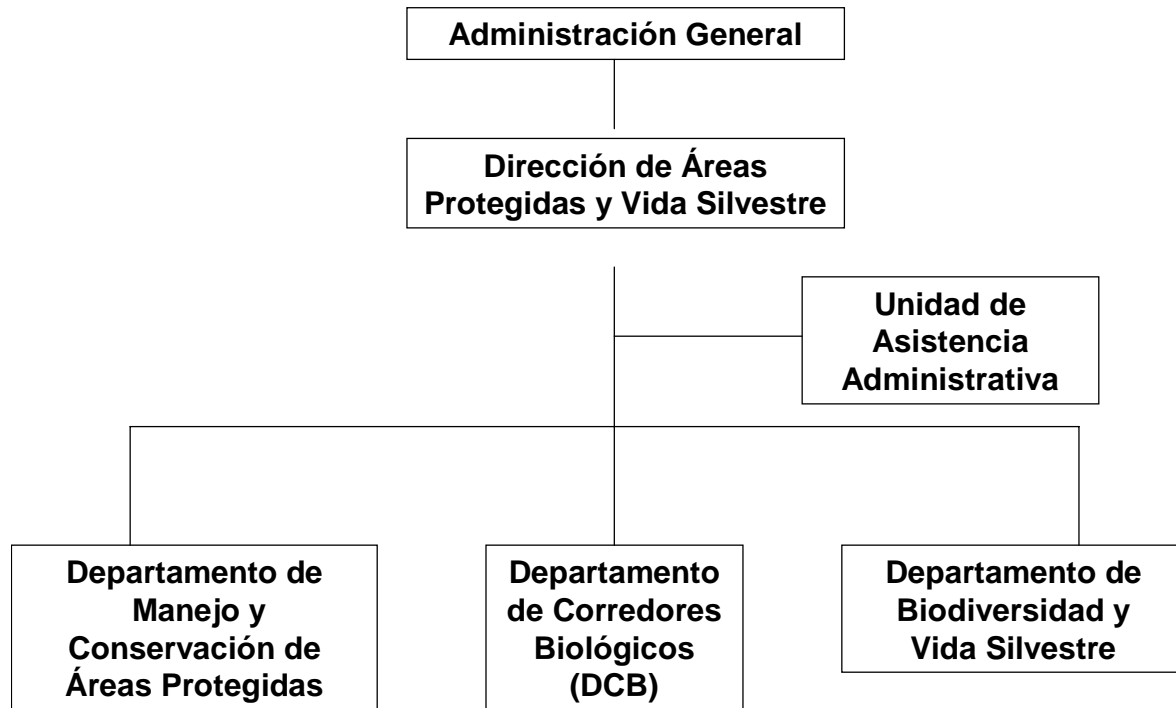 Administración General
Dirección de Áreas
Protegidas y Vida Silvestre
Unidad de
Asistencia
Administrativa
Departamento de
Manejo y
Conservación de
Áreas Protegidas
Departamento
de Corredores
Biológicos
(DCB)
Departamento de
Biodiversidad y
Vida Silvestre